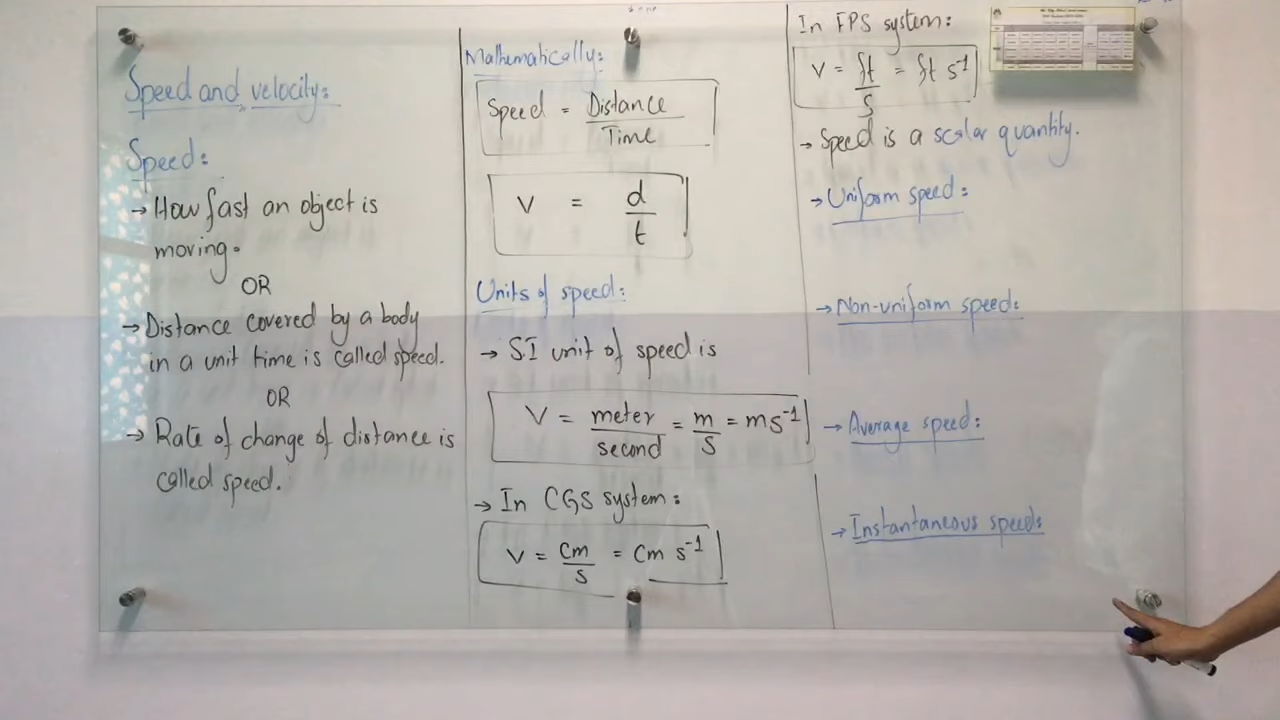 Speed and velocity:
Speed:
→ How fast an object is
moving.
OR
→ Distance covered by a body
in a unit time is called speed.
OR
→ Rate of change of distance is
called speed.
Mathematically:
Speed = Distance / Time
V = d / t
Units of speed:
→ SI unit of speed is
V = meter / second = m / s = ms⁻¹
→ In CGS system:
V = Cm / s = Cm s⁻¹
In FPS system:
V = ft / s = ft s⁻¹
→ Speed is a scalar quantity.
→ Uniform speed:
→ Non-uniform speed:
→ Average speed:
→ Instantaneous speed: